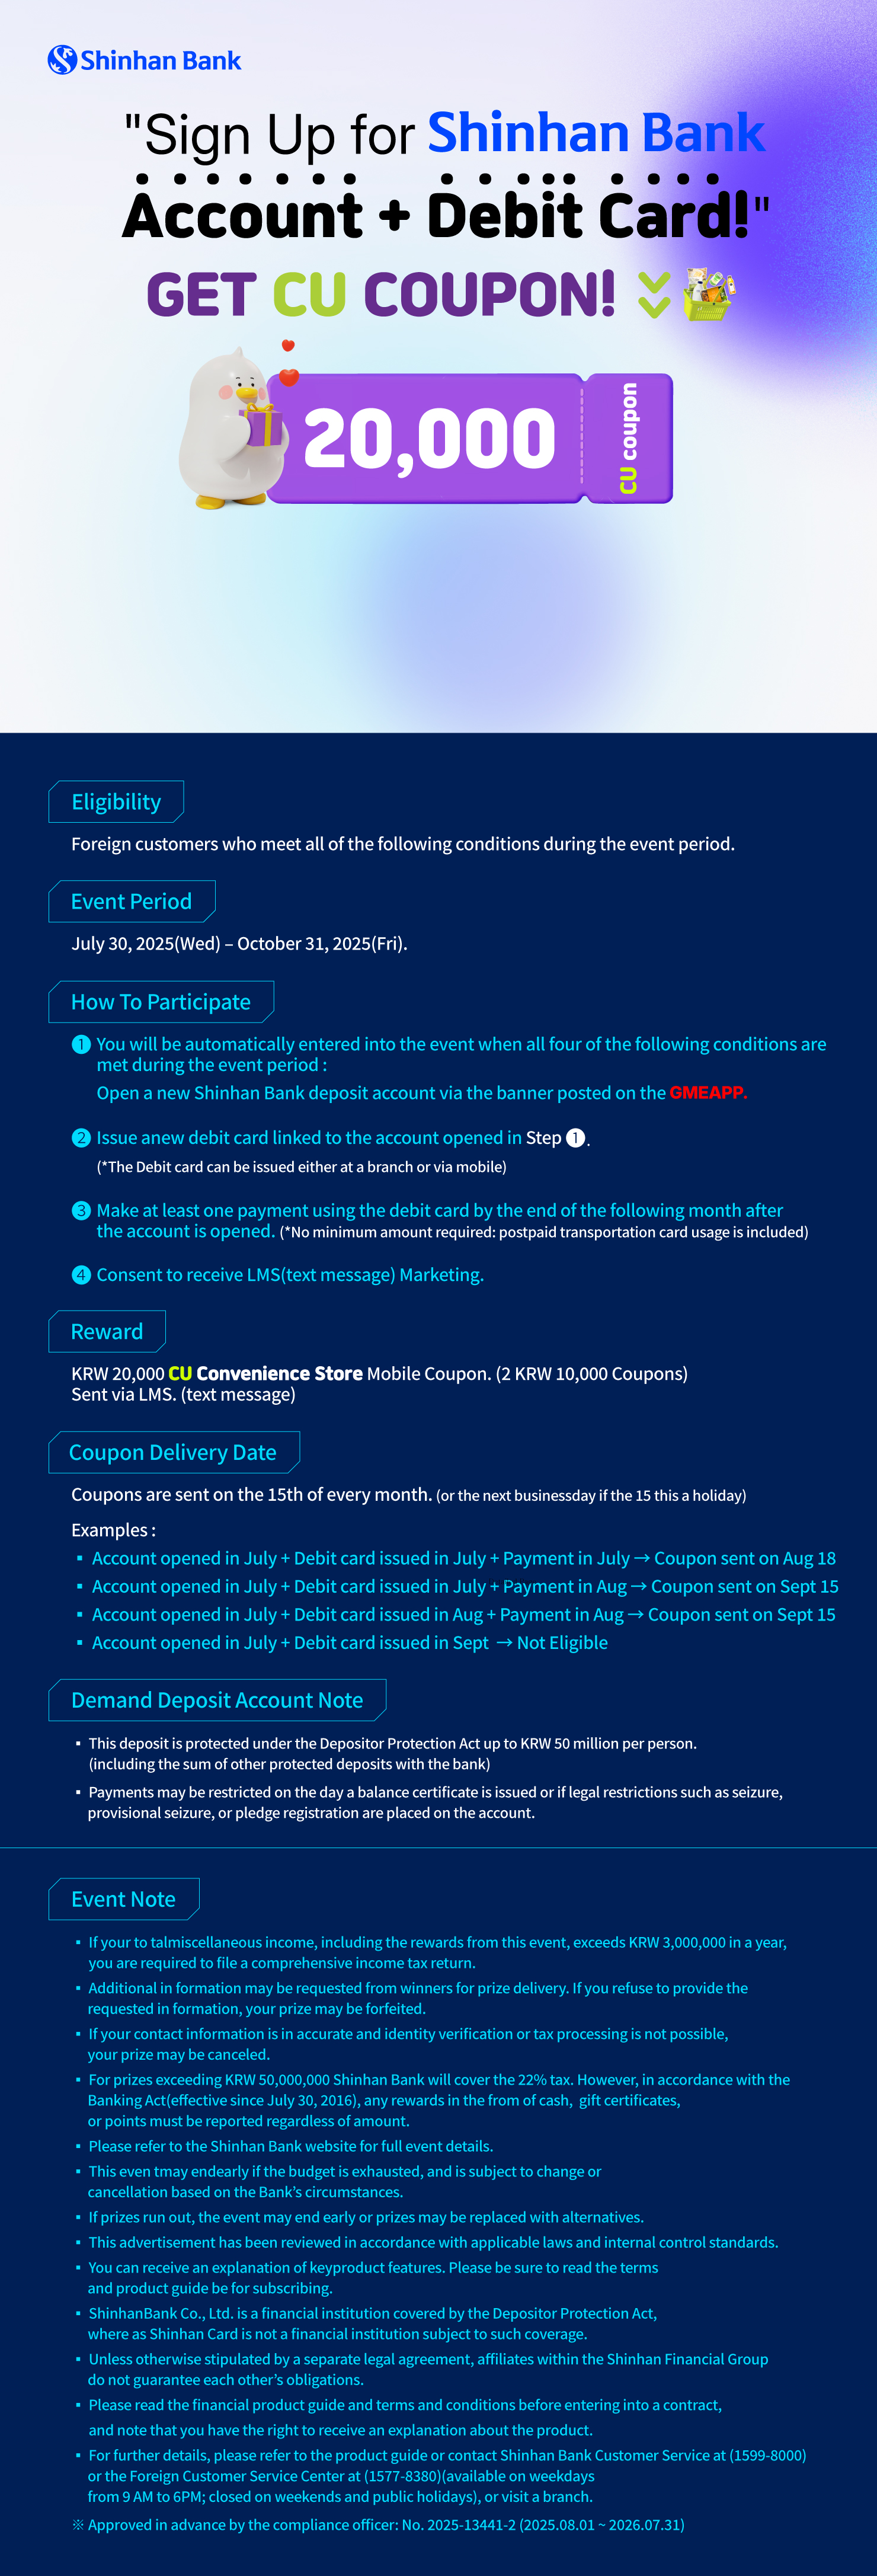 Shinhan Bank
"Sign Up for Shinhan Bank
Account + Debit Card!"
GET CU COUPON!
20,000
CU coupon
Eligibility
Foreign customers who meet all of the following conditions during the event period.
Event Period
July 30, 2025(Wed) – October 31, 2025(Fri).
How To Participate
1 You will be automatically entered into the event when all four of the following conditions are
met during the event period :
Open a new Shinhan Bank deposit account via the banner posted on the GMEAPP.
2 Issue anew debit card linked to the account opened in Step 1.
(*The Debit card can be issued either at a branch or via mobile)
3 Make at least one payment using the debit card by the end of the following month after
the account is opened. (*No minimum amount required: postpaid transportation card usage is included)
4 Consent to receive LMS(text message) Marketing.
Reward
KRW 20,000 CU Convenience Store Mobile Coupon. (2 KRW 10,000 Coupons)
Sent via LMS. (text message)
Coupon Delivery Date
Coupons are sent on the 15th of every month. (or the next businessday if the 15 this a holiday)
Examples :
▪ Account opened in July + Debit card issued in July + Payment in July → Coupon sent on Aug 18
▪ Account opened in July + Debit card issued in July + Payment in Aug → Coupon sent on Sept 15
▪ Account opened in July + Debit card issued in Aug + Payment in Aug → Coupon sent on Sept 15
▪ Account opened in July + Debit card issued in Sept → Not Eligible
Demand Deposit Account Note
▪ This deposit is protected under the Depositor Protection Act up to KRW 50 million per person.
(including the sum of other protected deposits with the bank)
▪ Payments may be restricted on the day a balance certificate is issued or if legal restrictions such as seizure,
provisional seizure, or pledge registration are placed on the account.
Event Note
▪ If your to talmiscellaneous income, including the rewards from this event, exceeds KRW 3,000,000 in a year,
you are required to file a comprehensive income tax return.
▪ Additional in formation may be requested from winners for prize delivery. If you refuse to provide the
requested in formation, your prize may be forfeited.
▪ If your contact information is in accurate and identity verification or tax processing is not possible,
your prize may be canceled.
▪ For prizes exceeding KRW 50,000,000 Shinhan Bank will cover the 22% tax. However, in accordance with the
Banking Act(effective since July 30, 2016), any rewards in the from of cash, gift certificates,
or points must be reported regardless of amount.
▪ Please refer to the Shinhan Bank website for full event details.
▪ This even tmay endearly if the budget is exhausted, and is subject to change or
cancellation based on the Bank's circumstances.
▪ If prizes run out, the event may end early or prizes may be replaced with alternatives.
▪ This advertisement has been reviewed in accordance with applicable laws and internal control standards.
▪ You can receive an explanation of keyproduct features. Please be sure to read the terms
and product guide be for subscribing.
▪ ShinhanBank Co., Ltd. is a financial institution covered by the Depositor Protection Act,
where as Shinhan Card is not a financial institution subject to such coverage.
▪ Unless otherwise stipulated by a separate legal agreement, affiliates within the Shinhan Financial Group
do not guarantee each other's obligations.
▪ Please read the financial product guide and terms and conditions before entering into a contract,
and note that you have the right to receive an explanation about the product.
▪ For further details, please refer to the product guide or contact Shinhan Bank Customer Service at (1599-8000)
or the Foreign Customer Service Center at (1577-8380)(available on weekdays
from 9 AM to 6PM; closed on weekends and public holidays), or visit a branch.
※ Approved in advance by the compliance officer: No. 2025-13441-2 (2025.08.01 ~ 2026.07.31)